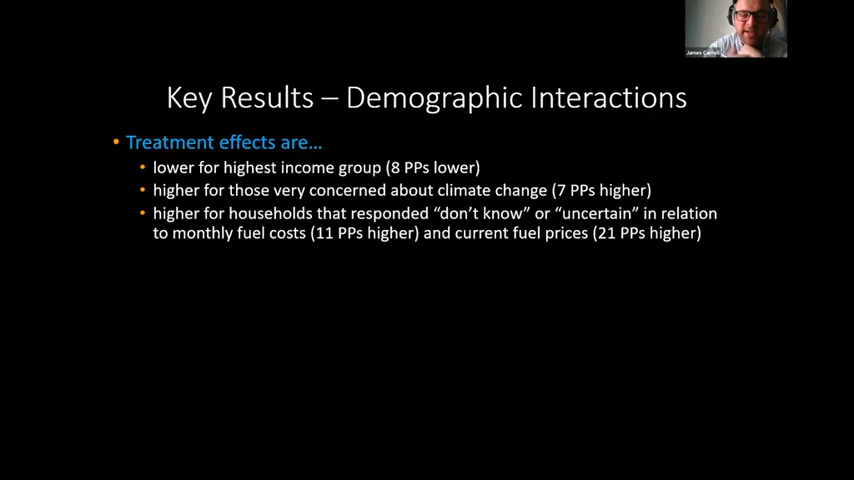 James Carroll
Key Results – Demographic Interactions
• Treatment effects are…
• lower for highest income group (8 PPs lower)
• higher for those very concerned about climate change (7 PPs higher)
• higher for households that responded “don’t know” or “uncertain” in relation
to monthly fuel costs (11 PPs higher) and current fuel prices (21 PPs higher)